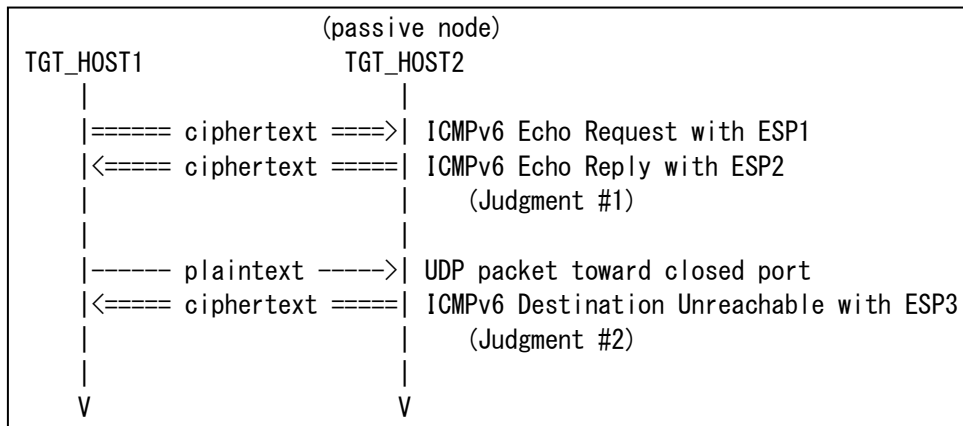 (passive node)
TGT_HOST1                       TGT_HOST2
     |                               |
     |====== ciphertext ====>| ICMPv6 Echo Request with ESP1
     |<===== ciphertext =====| ICMPv6 Echo Reply with ESP2
     |                               |     (Judgment #1)
     |                               |
     |------ plaintext ----->| UDP packet toward closed port
     |<===== ciphertext =====| ICMPv6 Destination Unreachable with ESP3
     |                               |     (Judgment #2)
     |                               |
     V                               V